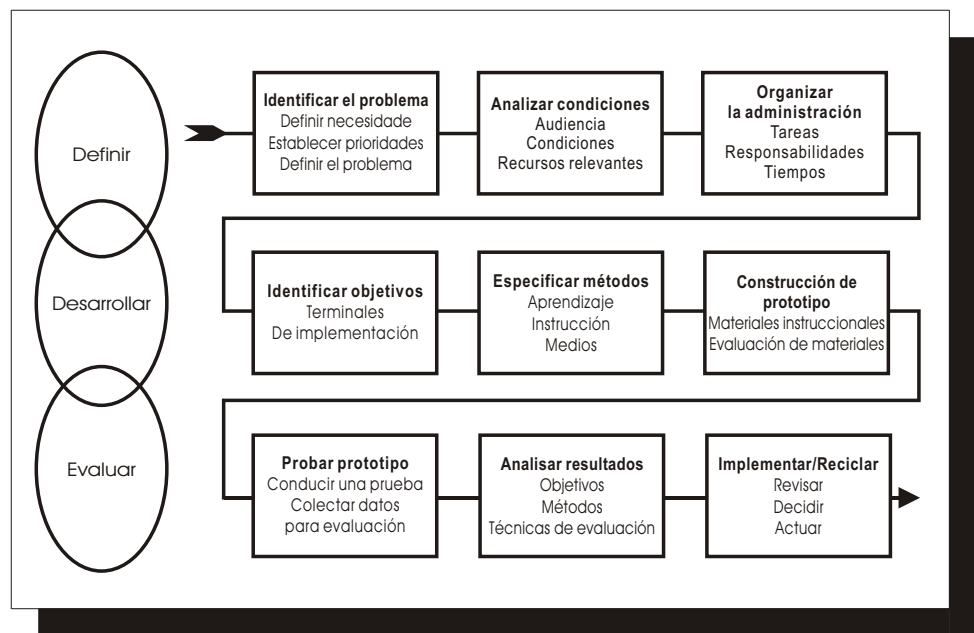 Definir
Identificar el problema
Definir necesidade
Establecer prioridades
Definir el problema
Analizar condiciones
Audiencia
Condiciones
Recursos relevantes
Organizar
la administración
Tareas
Responsabilidades
Tiempos
Desarrollar
Identificar objetivos
Terminales
De implementación
Especificar métodos
Aprendizaje
Instrucción
Medios
Construcción de
prototipo
Materiales instruccionales
Evaluación de materiales
Evaluar
Probar prototipo
Conducir una prueba
Colectar datos
para evaluación
Analisar resultados
Objetivos
Métodos
Técnicas de evaluación
Implementar/Reciclar
Revisar
Decidir
Actuar